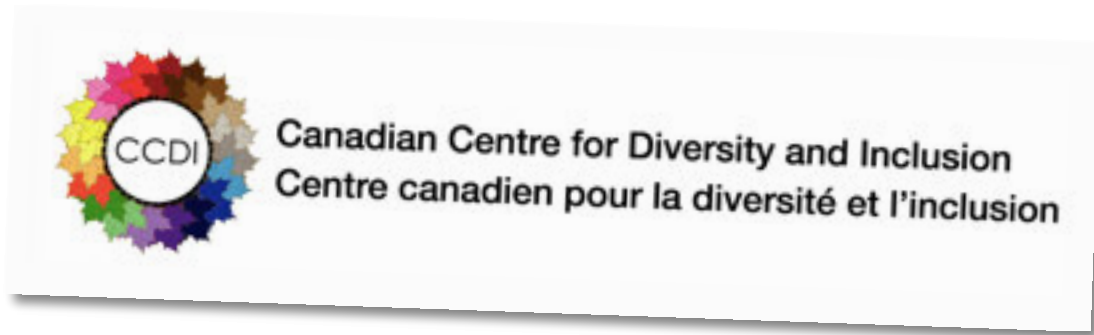 CCDI
Canadian Centre for Diversity and Inclusion
Centre canadien pour la diversité et l'inclusion